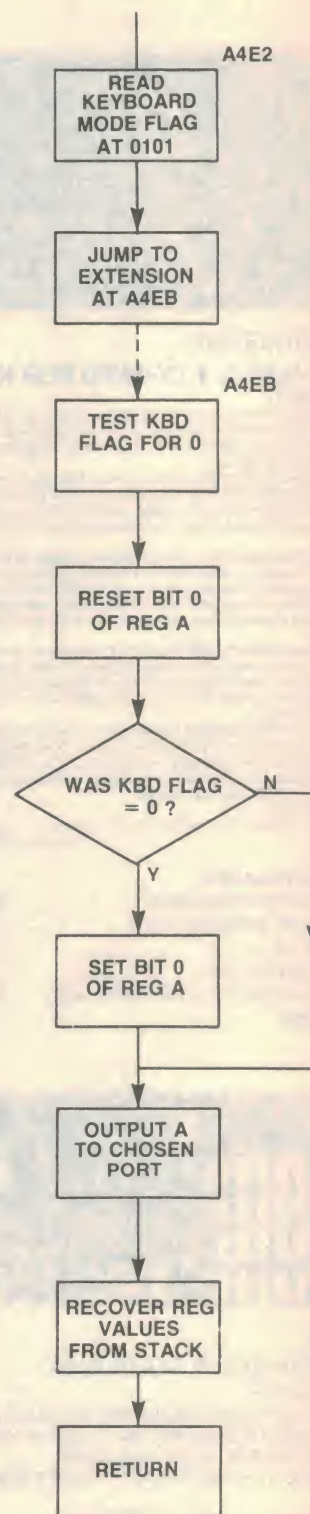 A4E2
READ
KEYBOARD
MODE FLAG
AT 0101
JUMP TO
EXTENSION
AT A4EB
A4EB
TEST KBD
FLAG FOR 0
RESET BIT 0
OF REG A
WAS KBD FLAG
= 0 ?
N
Y
SET BIT 0
OF REG A
OUTPUT A
TO CHOSEN
PORT
RECOVER REG
VALUES
FROM STACK
RETURN